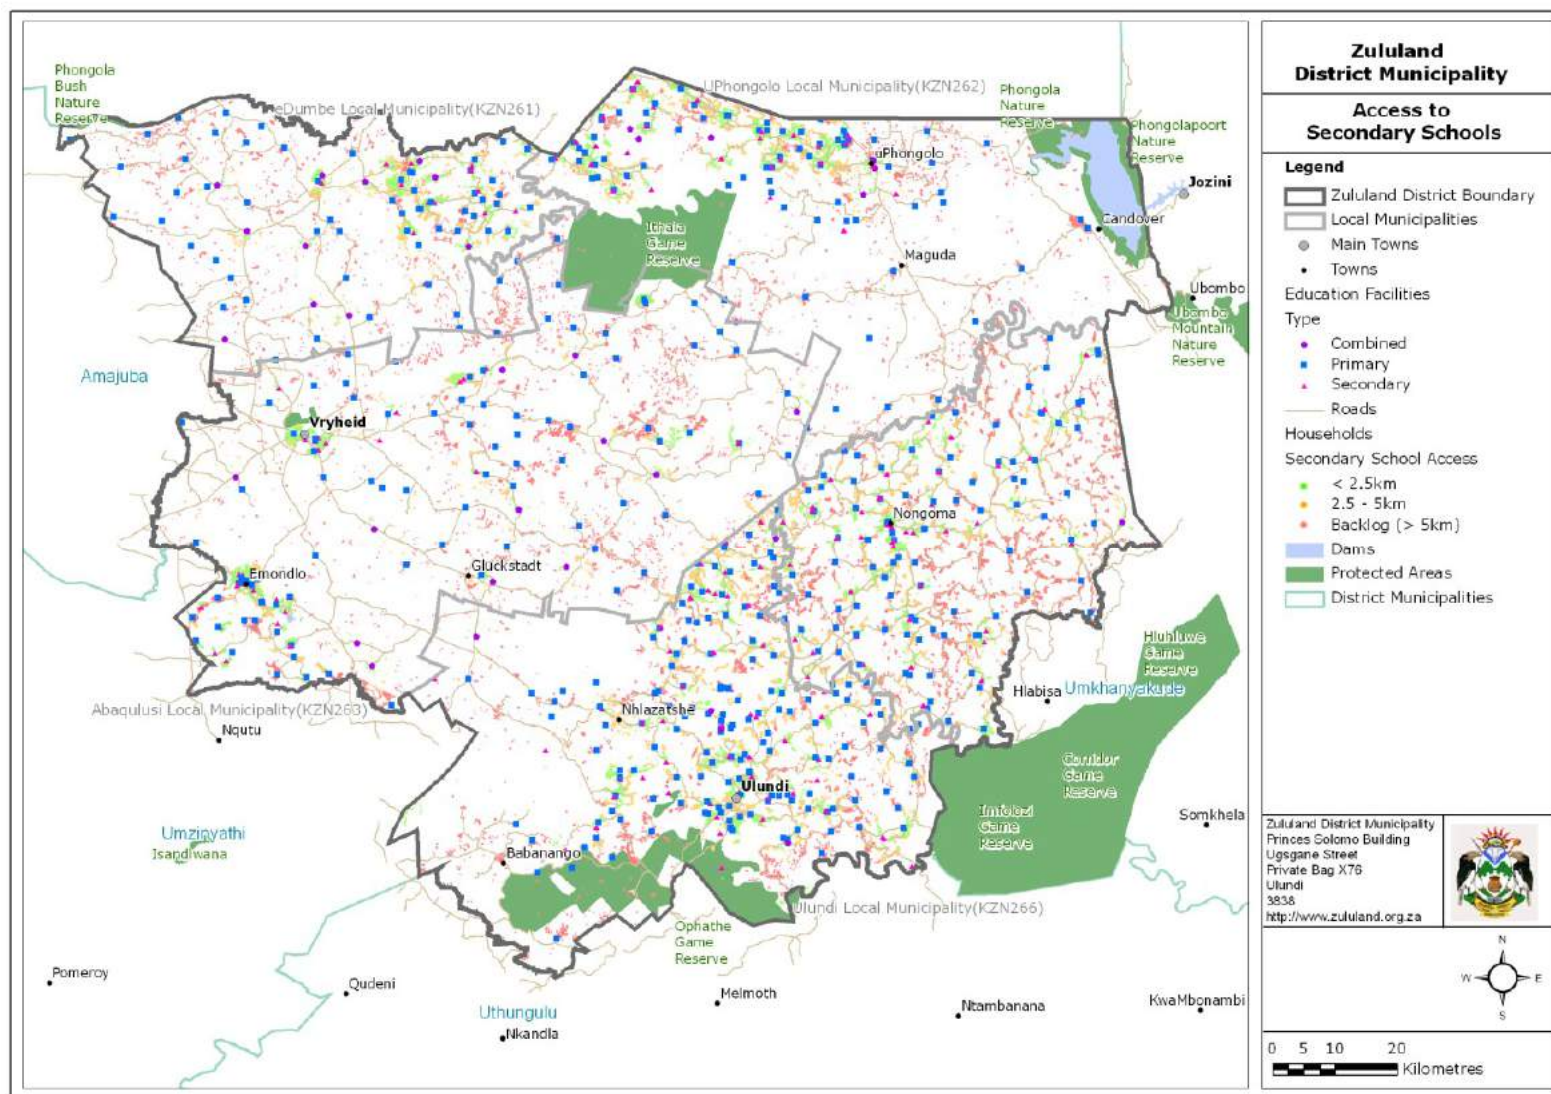 Phongola
Bush
Nature
Reserve
eDumbe Local Municipality(KZN261)
UPhongolo Local Municipality(KZN262)
Phongola
Nature
Reserve
Phongolapoort
Nature
Reserve
uPhongolo
Jozini
Candover
Ithala
Game
Reserve
Maguda
Ubombo
Ubombo
Mountain
Nature
Reserve
Amajuba
Vryheid
Nongoma
Emondlo
Gluckstadt
Hluhluwe
Game
Reserve
Hlabisa
Umkhanyakude
Abaqulusi Local Municipality(KZN263)
Nqutu
Nhlazatshe
Corridor
Game
Reserve
Ulundi
Imfolozi
Game
Reserve
Somkhela
Umzinyathi
Isandlwana
Babanango
Ulundi Local Municipality(KZN266)
Ophathe
Game
Reserve
Pomeroy
Qudeni
Melmoth
Ntambanana
KwaMbonambi
Uthungulu
Nkandla
Zululand
District Municipality
Access to
Secondary Schools
Legend
Zululand District Boundary
Local Municipalities
Main Towns
Towns
Education Facilities
Type
Combined
Primary
Secondary
Roads
Households
Secondary School Access
< 2.5km
2.5 - 5km
Backlog (> 5km)
Dams
Protected Areas
District Municipalities
Zululand District Municipality
Princes Solomo Building
Ugsgane Street
Private Bag X76
Ulundi
3838
http://www.zululand.org.za
N
W E
S
0 5 10 20
Kilometres